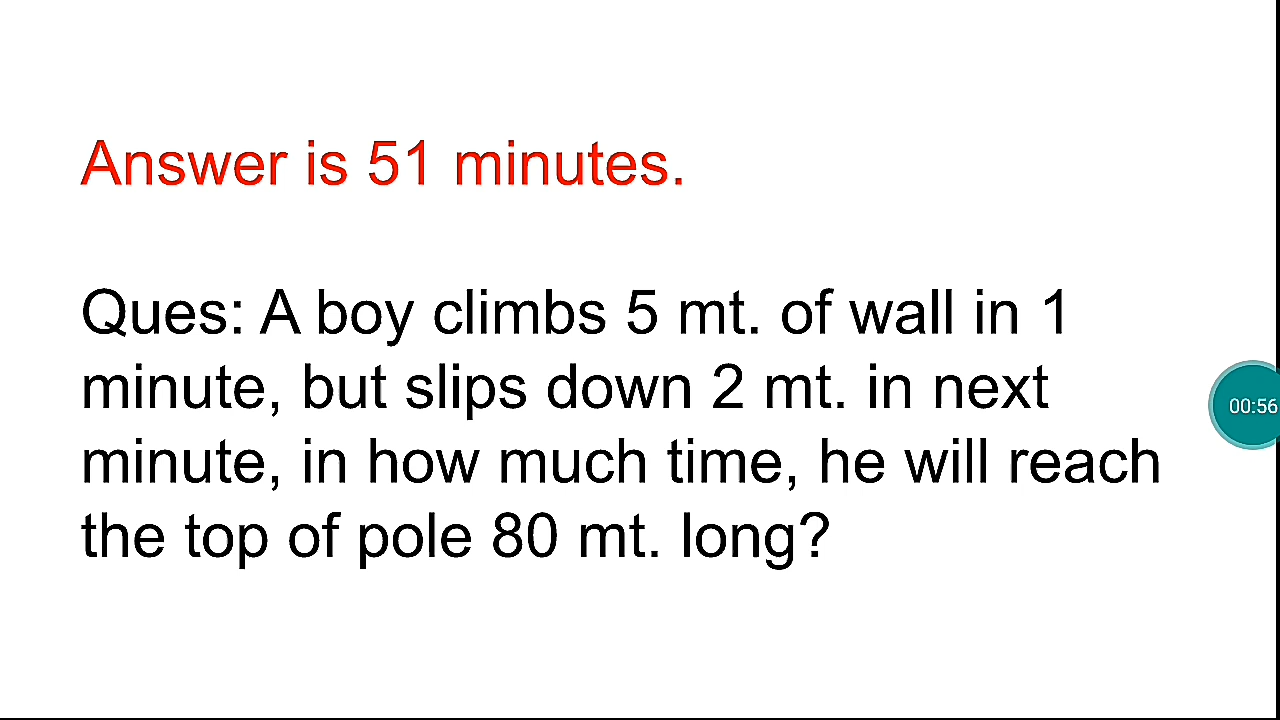 Answer is 51 minutes.
Ques: A boy climbs 5 mt. of wall in 1
minute, but slips down 2 mt. in next
minute, in how much time, he will reach
the top of pole 80 mt. long?
00:56